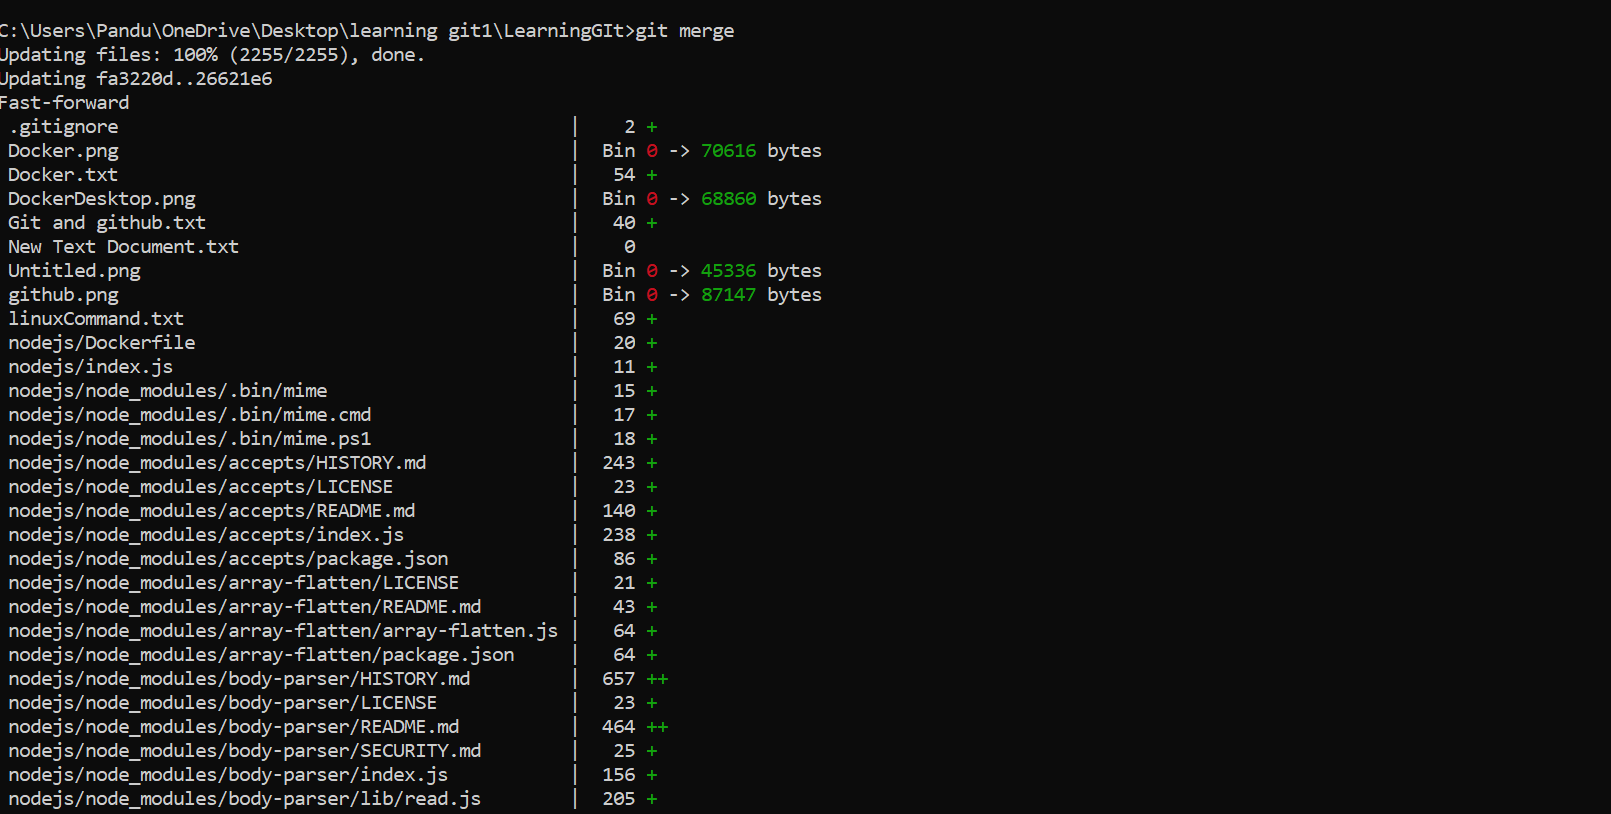 C:\Users\Pandu\OneDrive\Desktop\learning git1\LearningGIt>git merge
Updating files: 100% (2255/2255), done.
Updating fa3220d..26621e6
Fast-forward
.gitignore | 2 +
Docker.png | Bin 0 -> 70616 bytes
Docker.txt | 54 +
DockerDesktop.png | Bin 0 -> 68860 bytes
Git and github.txt | 40 +
New Text Document.txt | 0
Untitled.png | Bin 0 -> 45336 bytes
github.png | Bin 0 -> 87147 bytes
linuxCommand.txt | 69 +
nodejs/Dockerfile | 20 +
nodejs/index.js | 11 +
nodejs/node_modules/.bin/mime | 15 +
nodejs/node_modules/.bin/mime.cmd | 17 +
nodejs/node_modules/.bin/mime.ps1 | 18 +
nodejs/node_modules/accepts/HISTORY.md | 243 +
nodejs/node_modules/accepts/LICENSE | 23 +
nodejs/node_modules/accepts/README.md | 140 +
nodejs/node_modules/accepts/index.js | 238 +
nodejs/node_modules/accepts/package.json | 86 +
nodejs/node_modules/array-flatten/LICENSE | 21 +
nodejs/node_modules/array-flatten/README.md | 43 +
nodejs/node_modules/array-flatten/array-flatten.js | 64 +
nodejs/node_modules/array-flatten/package.json | 64 +
nodejs/node_modules/body-parser/HISTORY.md | 657 ++
nodejs/node_modules/body-parser/LICENSE | 23 +
nodejs/node_modules/body-parser/README.md | 464 ++
nodejs/node_modules/body-parser/SECURITY.md | 25 +
nodejs/node_modules/body-parser/index.js | 156 +
nodejs/node_modules/body-parser/lib/read.js | 205 +